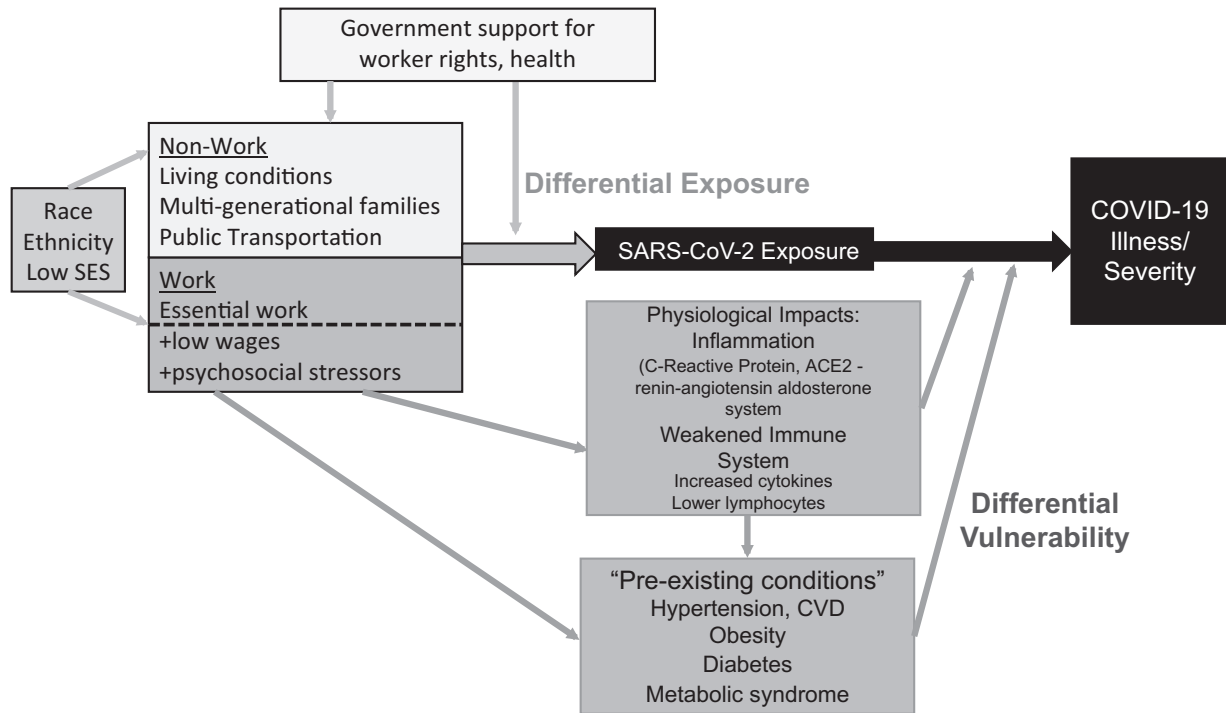 Government support for
worker rights, health
Race
Ethnicity
Low SES
Non-Work
Living conditions
Multi-generational families
Public Transportation
Work
Essential work
+low wages
+psychosocial stressors
Differential Exposure
SARS-CoV-2 Exposure
COVID-19
Illness/
Severity
Physiological Impacts:
Inflammation
(C-Reactive Protein, ACE2 -
renin-angiotensin aldosterone
system
Weakened Immune
System
Increased cytokines
Lower lymphocytes
Differential
Vulnerability
“Pre-existing conditions”
Hypertension, CVD
Obesity
Diabetes
Metabolic syndrome